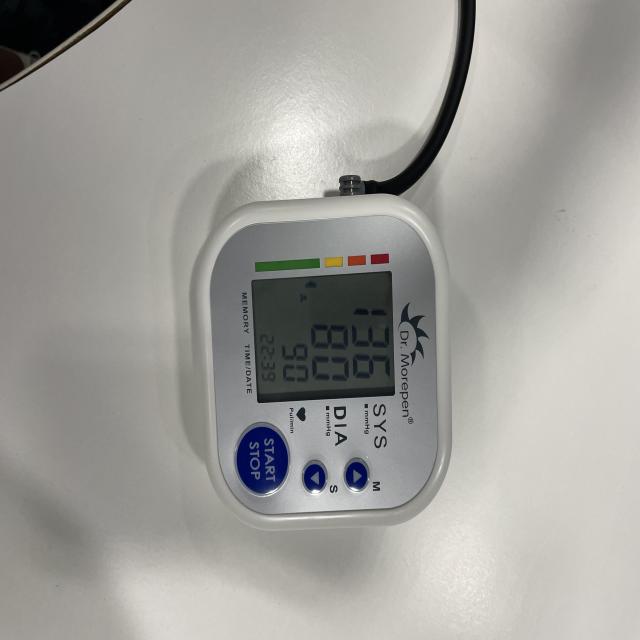 Dr. Morepen®
136 SYS
mmHg
80 DIA
mmHg
90 Pul/min
22:39
MEMORY TIME/DATE
M
S
START
STOP